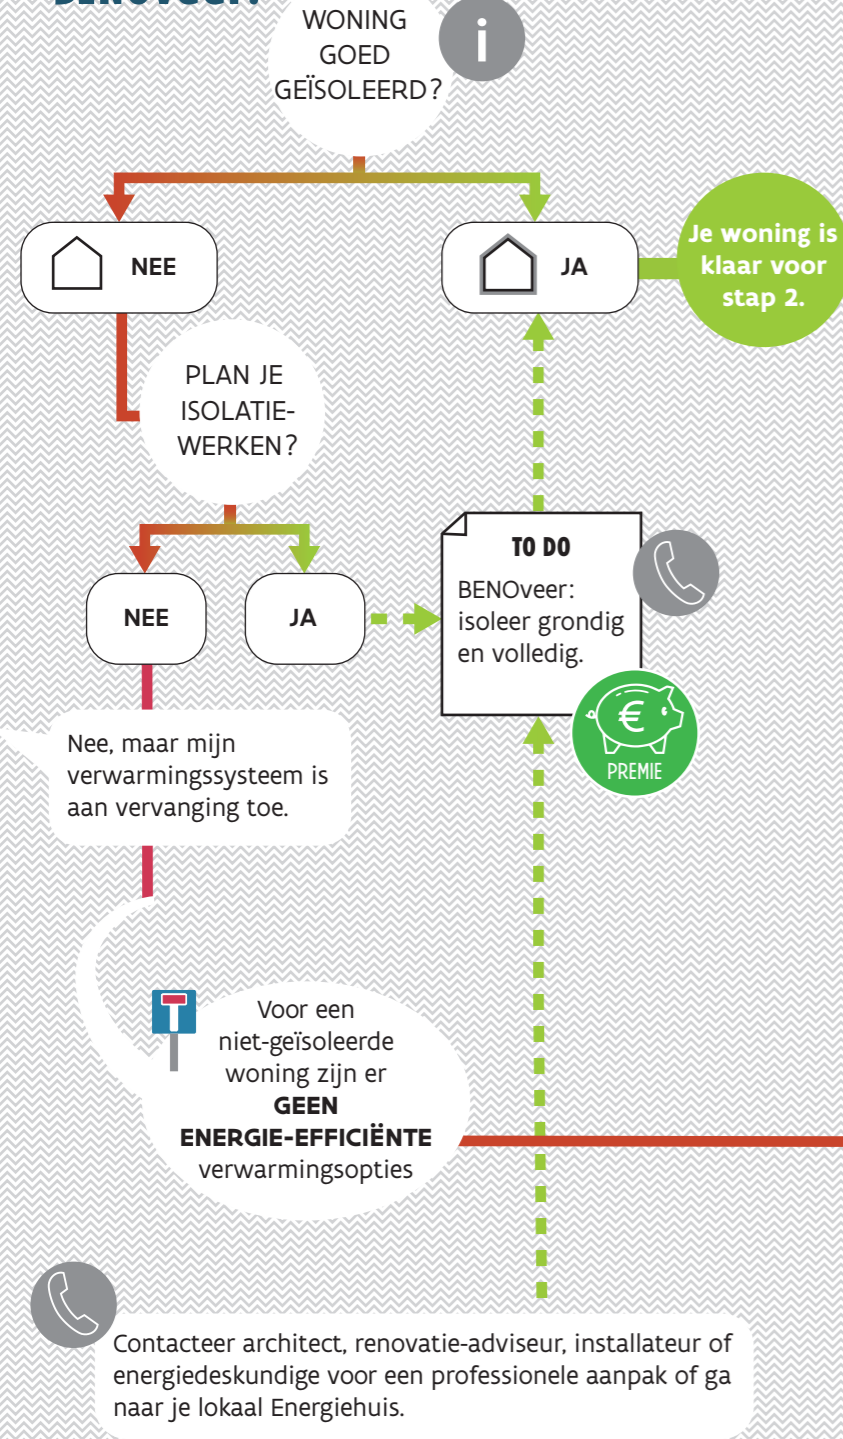 WONING
GOED
GEÏSOLEERD?
i
NEE
JA
Je woning is
klaar voor
stap 2.
PLAN JE
ISOLATIE-
WERKEN?
NEE
JA
TO DO
BENOveer:
isoleer grondig
en volledig.
€
PREMIE
Nee, maar mijn
verwarmingssysteem is
aan vervanging toe.
Voor een
niet-geïsoleerde
woning zijn er
GEEN
ENERGIE-EFFICIËNTE
verwarmingsopties
Contacteer architect, renovatie-adviseur, installateur of
energiedeskundige voor een professionele aanpak of ga
naar je lokaal Energiehuis.